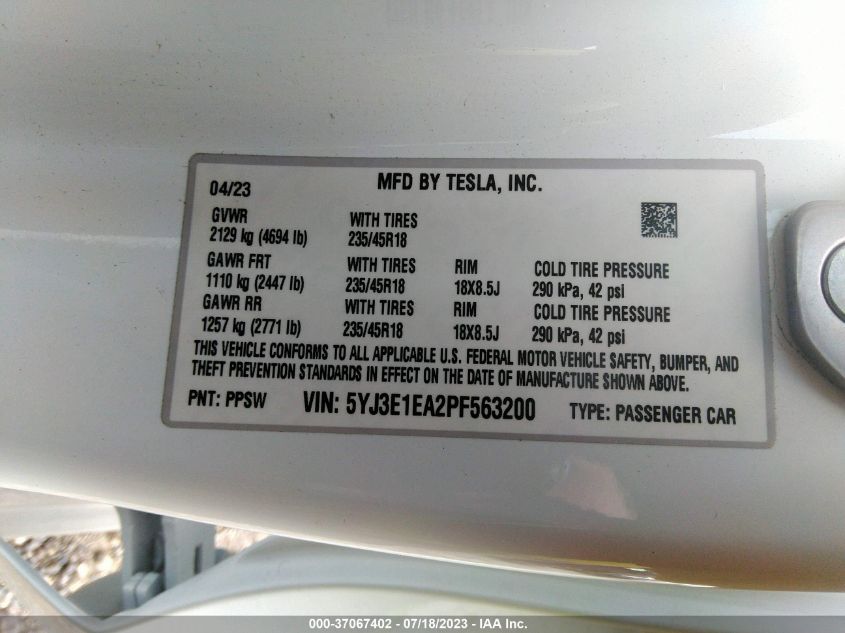 MFD BY TESLA, INC.
04/23
GVWR WITH TIRES
2129 kg (4694 lb) 235/45R18
GAWR FRT WITH TIRES RIM COLD TIRE PRESSURE
1110 kg (2447 lb) 235/45R18 18X8.5J 290 kPa, 42 psi
GAWR RR WITH TIRES RIM COLD TIRE PRESSURE
1257 kg (2771 lb) 235/45R18 18X8.5J 290 kPa, 42 psi
THIS VEHICLE CONFORMS TO ALL APPLICABLE U.S. FEDERAL MOTOR VEHICLE SAFETY, BUMPER, AND
THEFT PREVENTION STANDARDS IN EFFECT ON THE DATE OF MANUFACTURE SHOWN ABOVE.
PNT: PPSW VIN: 5YJ3E1EA2PF563200 TYPE: PASSENGER CAR
000-37067402 - 07/18/2023 - IAA Inc.